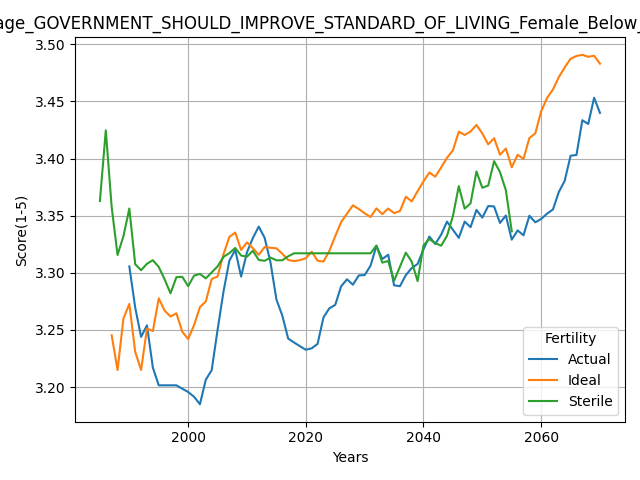 age_GOVERNMENT_SHOULD_IMPROVE_STANDARD_OF_LIVING_Female_Below_
3.50
3.45
3.40
3.35
3.30
3.25
3.20
Score(1-5)
Fertility
Actual
Ideal
Sterile
2000 2020 2040 2060
Years